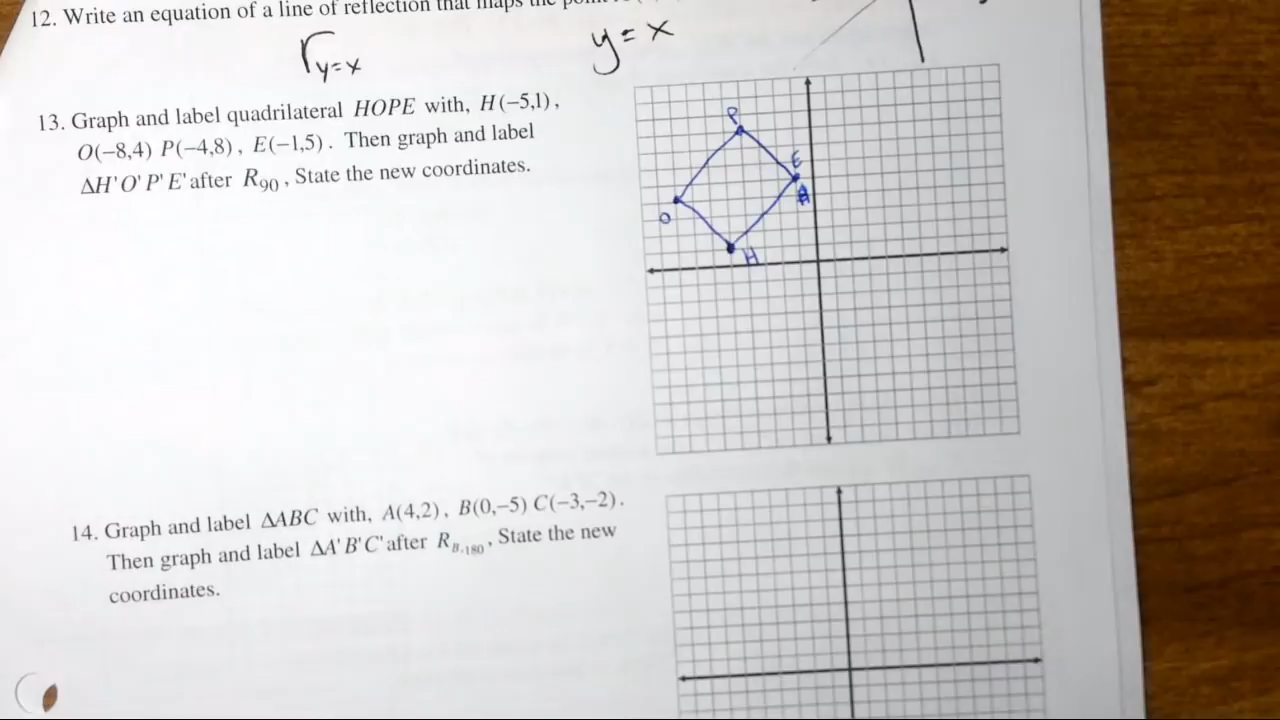 12. Write an equation of a line of reflection that maps the point
r y=x
y = x
13. Graph and label quadrilateral HOPE with, H(−5,1),
O(−8,4) P(−4,8), E(−1,5). Then graph and label
ΔH'O'P'E' after R90, State the new coordinates.
P
E
O
H
14. Graph and label ΔABC with, A(4,2), B(0,−5) C(−3,−2).
Then graph and label ΔA'B'C' after RB,180, State the new
coordinates.